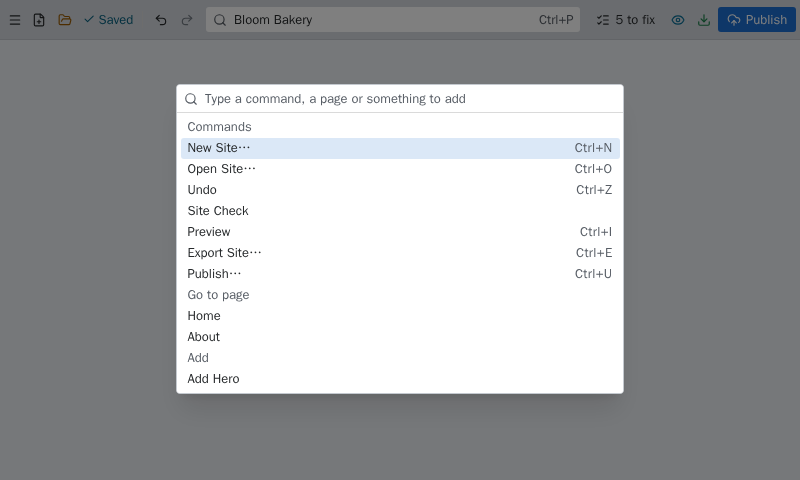 Saved
Bloom Bakery
Ctrl+P
5 to fix
Publish
Type a command, a page or something to add
Commands
New Site⋯ Ctrl+N
Open Site⋯ Ctrl+O
Undo Ctrl+Z
Site Check
Preview Ctrl+I
Export Site⋯ Ctrl+E
Publish⋯ Ctrl+U
Go to page
Home
About
Add
Add Hero